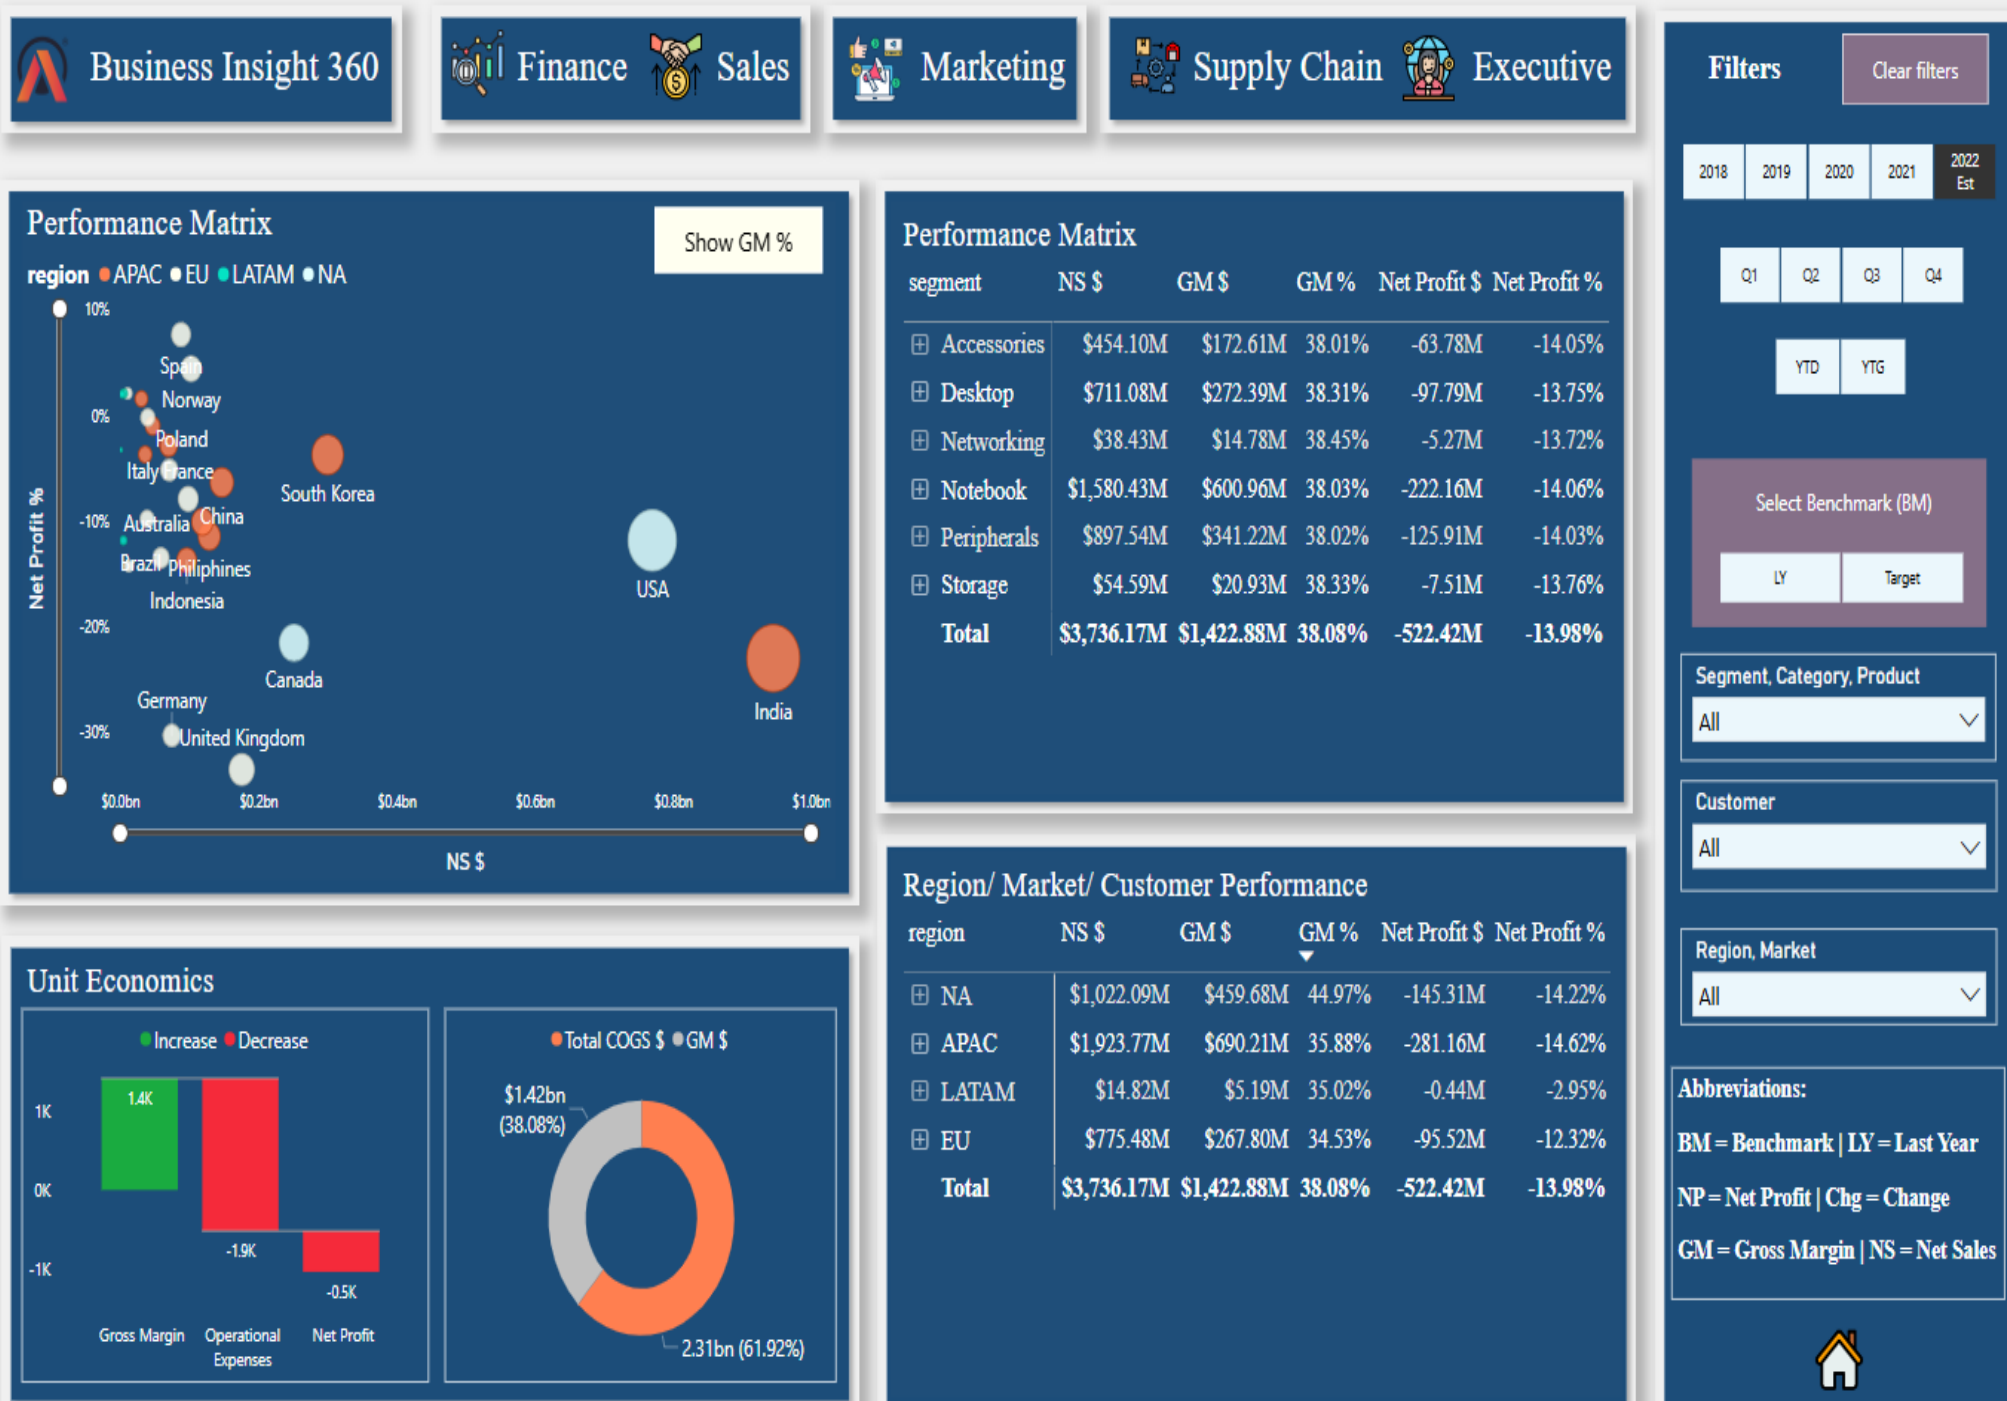 Business Insight 360
Finance
Sales
Marketing
Supply Chain
Executive
Filters
Clear filters
2018
2019
2020
2021
2022 Est
Q1
Q2
Q3
Q4
YTD
YTG
Select Benchmark (BM)
LY
Target
Segment, Category, Product
All
Customer
All
Region, Market
All
Abbreviations:
BM = Benchmark | LY = Last Year
NP = Net Profit | Chg = Change
GM = Gross Margin | NS = Net Sales
Performance Matrix
Show GM %
region APAC EU LATAM NA
Net Profit %
10%
0%
-10%
-20%
-30%
Spain
Norway
Poland
Italy
France
South Korea
Australia
China
Brazil
Philiphines
Indonesia
USA
Canada
India
Germany
United Kingdom
$0.0bn
$0.2bn
$0.4bn
$0.6bn
$0.8bn
$1.0bn
NS $
Performance Matrix
segment NS $ GM $ GM % Net Profit $ Net Profit %
Accessories $454.10M $172.61M 38.01% -63.78M -14.05%
Desktop $711.08M $272.39M 38.31% -97.79M -13.75%
Networking $38.43M $14.78M 38.45% -5.27M -13.72%
Notebook $1,580.43M $600.96M 38.03% -222.16M -14.06%
Peripherals $897.54M $341.22M 38.02% -125.91M -14.03%
Storage $54.59M $20.93M 38.33% -7.51M -13.76%
Total $3,736.17M $1,422.88M 38.08% -522.42M -13.98%
Unit Economics
Increase Decrease
1K
0K
-1K
1.4K
-1.9K
-0.5K
Gross Margin
Operational
Expenses
Net Profit
Total COGS $ GM $
$1.42bn
(38.08%)
2.31bn (61.92%)
Region/ Market/ Customer Performance
region NS $ GM $ GM % Net Profit $ Net Profit %
NA $1,022.09M $459.68M 44.97% -145.31M -14.22%
APAC $1,923.77M $690.21M 35.88% -281.16M -14.62%
LATAM $14.82M $5.19M 35.02% -0.44M -2.95%
EU $775.48M $267.80M 34.53% -95.52M -12.32%
Total $3,736.17M $1,422.88M 38.08% -522.42M -13.98%